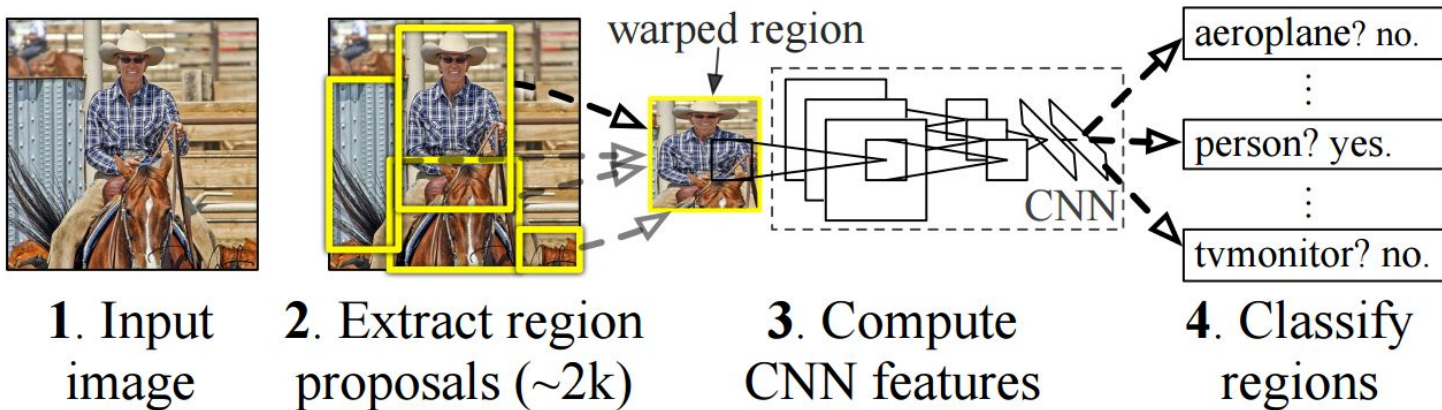 warped region
aeroplane? no.
⋮
person? yes.
CNN
⋮
tvmonitor? no.
1. Input
image
2. Extract region
proposals (~2k)
3. Compute
CNN features
4. Classify
regions